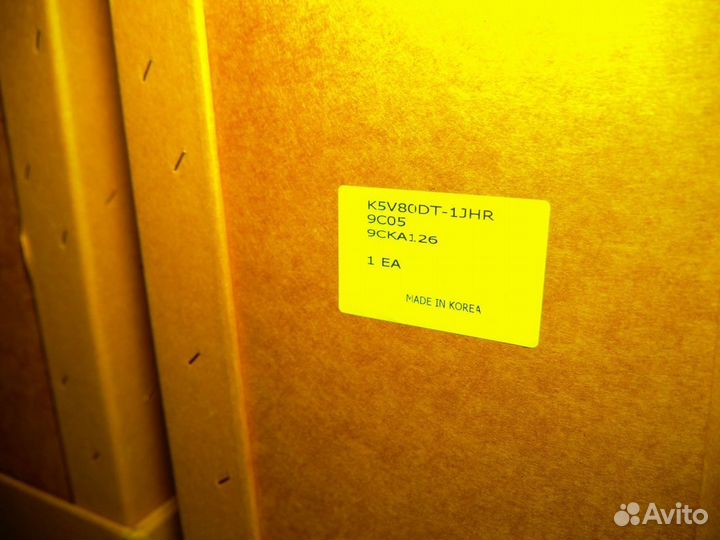 K5V80DT-1JHR
9C05
9CKA126
1 EA
MADE IN KOREA
Avito